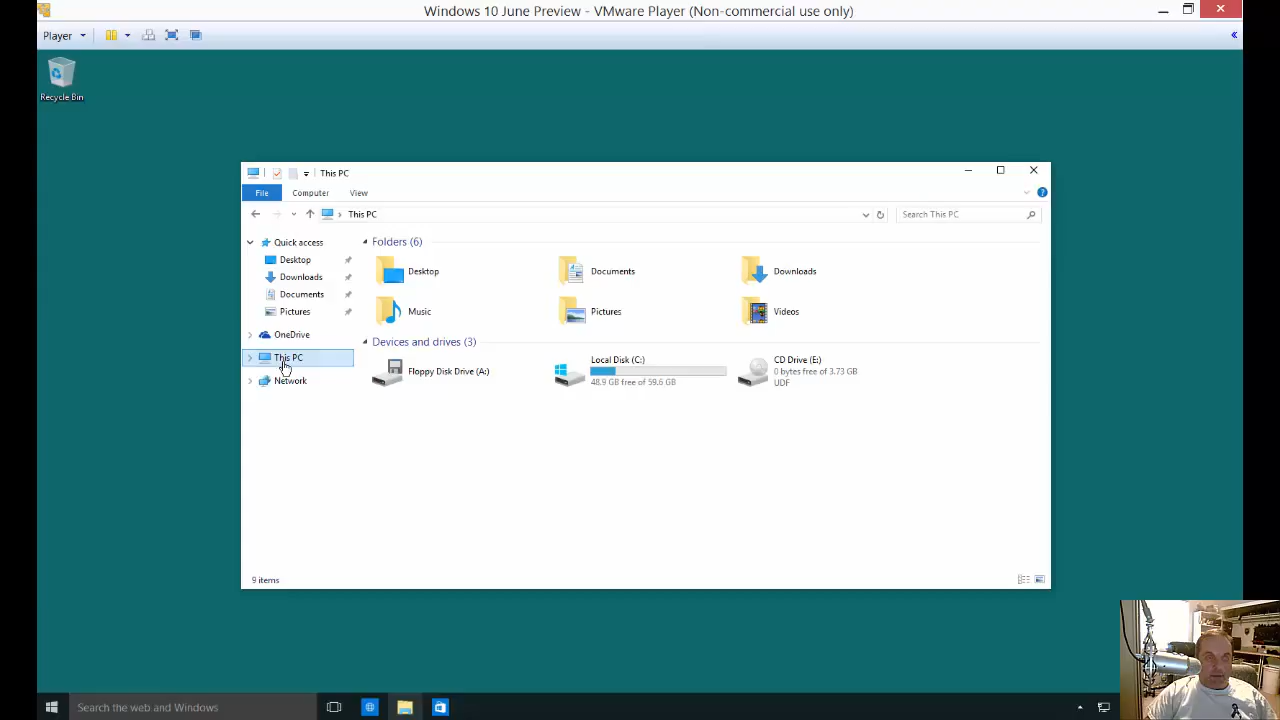 Windows 10 June Preview - VMware Player (Non-commercial use only)
Player
Recycle Bin
This PC
File
Computer
View
This PC
Search This PC
Quick access
Desktop
Downloads
Documents
Pictures
OneDrive
This PC
Network
Folders (6)
Desktop
Documents
Downloads
Music
Pictures
Videos
Devices and drives (3)
Floppy Disk Drive (A:)
Local Disk (C:)
48.9 GB free of 59.6 GB
CD Drive (E:)
0 bytes free of 3.73 GB
UDF
9 items
Search the web and Windows